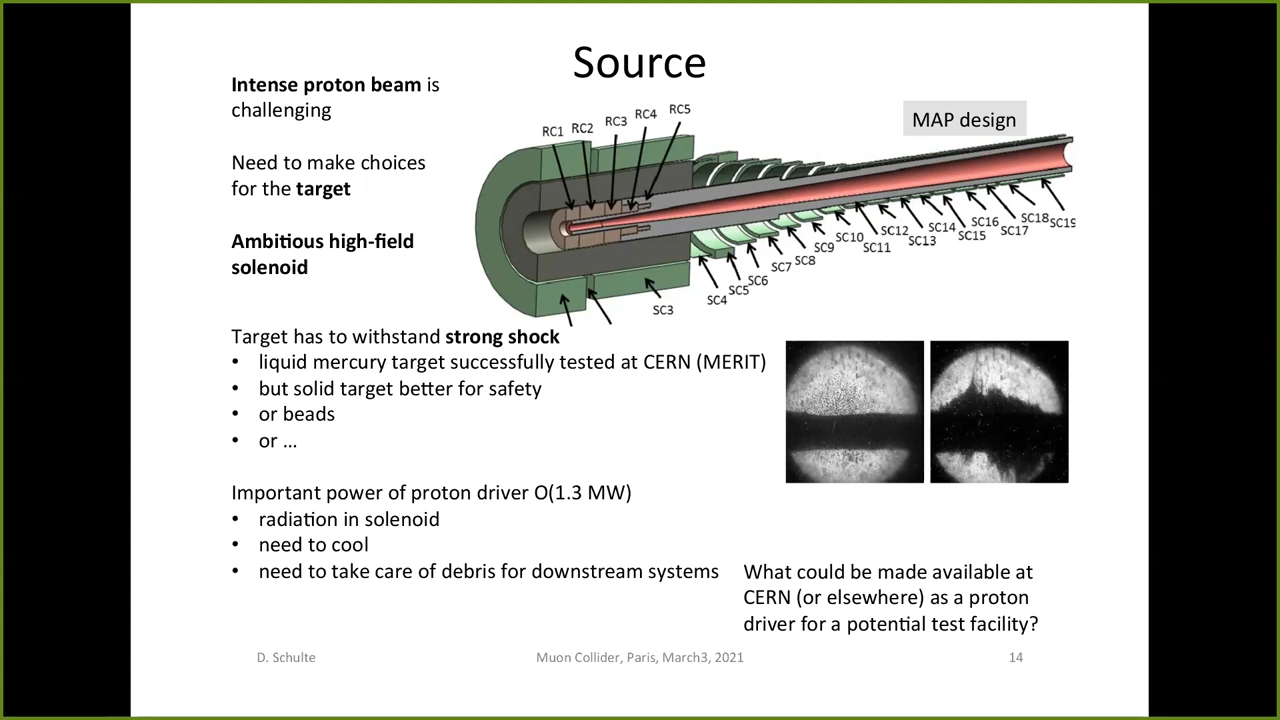 Source
Intense proton beam is
challenging
Need to make choices
for the target
Ambitious high-field
solenoid
MAP design
RC1
RC2
RC3
RC4
RC5
SC3
SC4
SC5
SC6
SC7
SC8
SC9
SC10
SC11
SC12
SC13
SC14
SC15
SC16
SC17
SC18
SC19
Target has to withstand strong shock
• liquid mercury target successfully tested at CERN (MERIT)
• but solid target better for safety
• or beads
• or ...
Important power of proton driver O(1.3 MW)
• radiation in solenoid
• need to cool
• need to take care of debris for downstream systems
What could be made available at
CERN (or elsewhere) as a proton
driver for a potential test facility?
D. Schulte
Muon Collider, Paris, March3, 2021
14